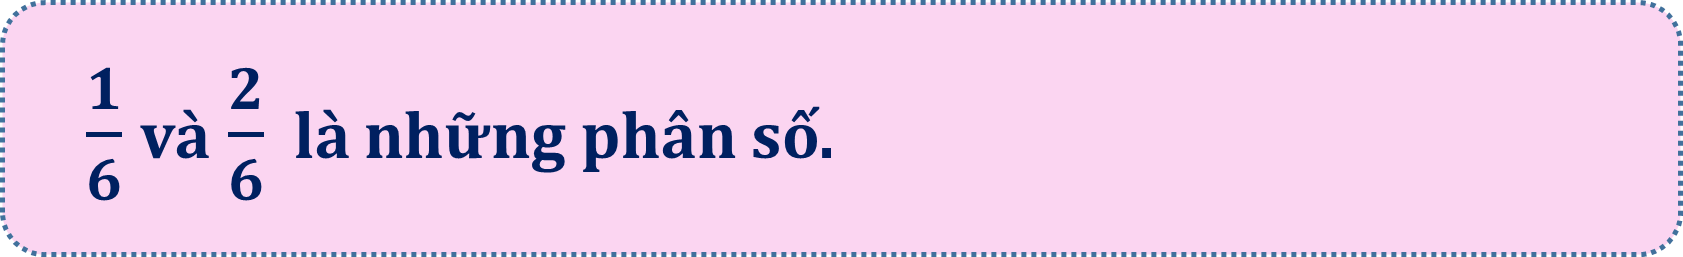 1/6 và 2/6 là những phân số.